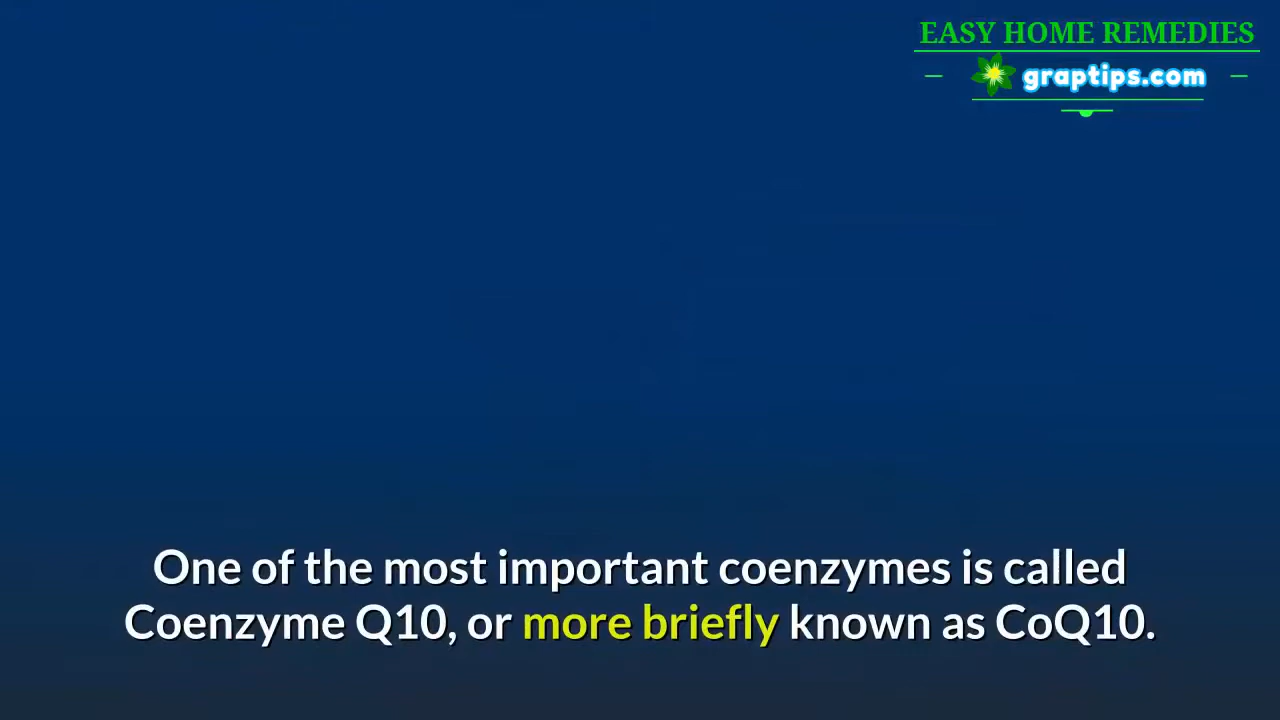 EASY HOME REMEDIES
graptips.com
One of the most important coenzymes is called
Coenzyme Q10, or more briefly known as CoQ10.